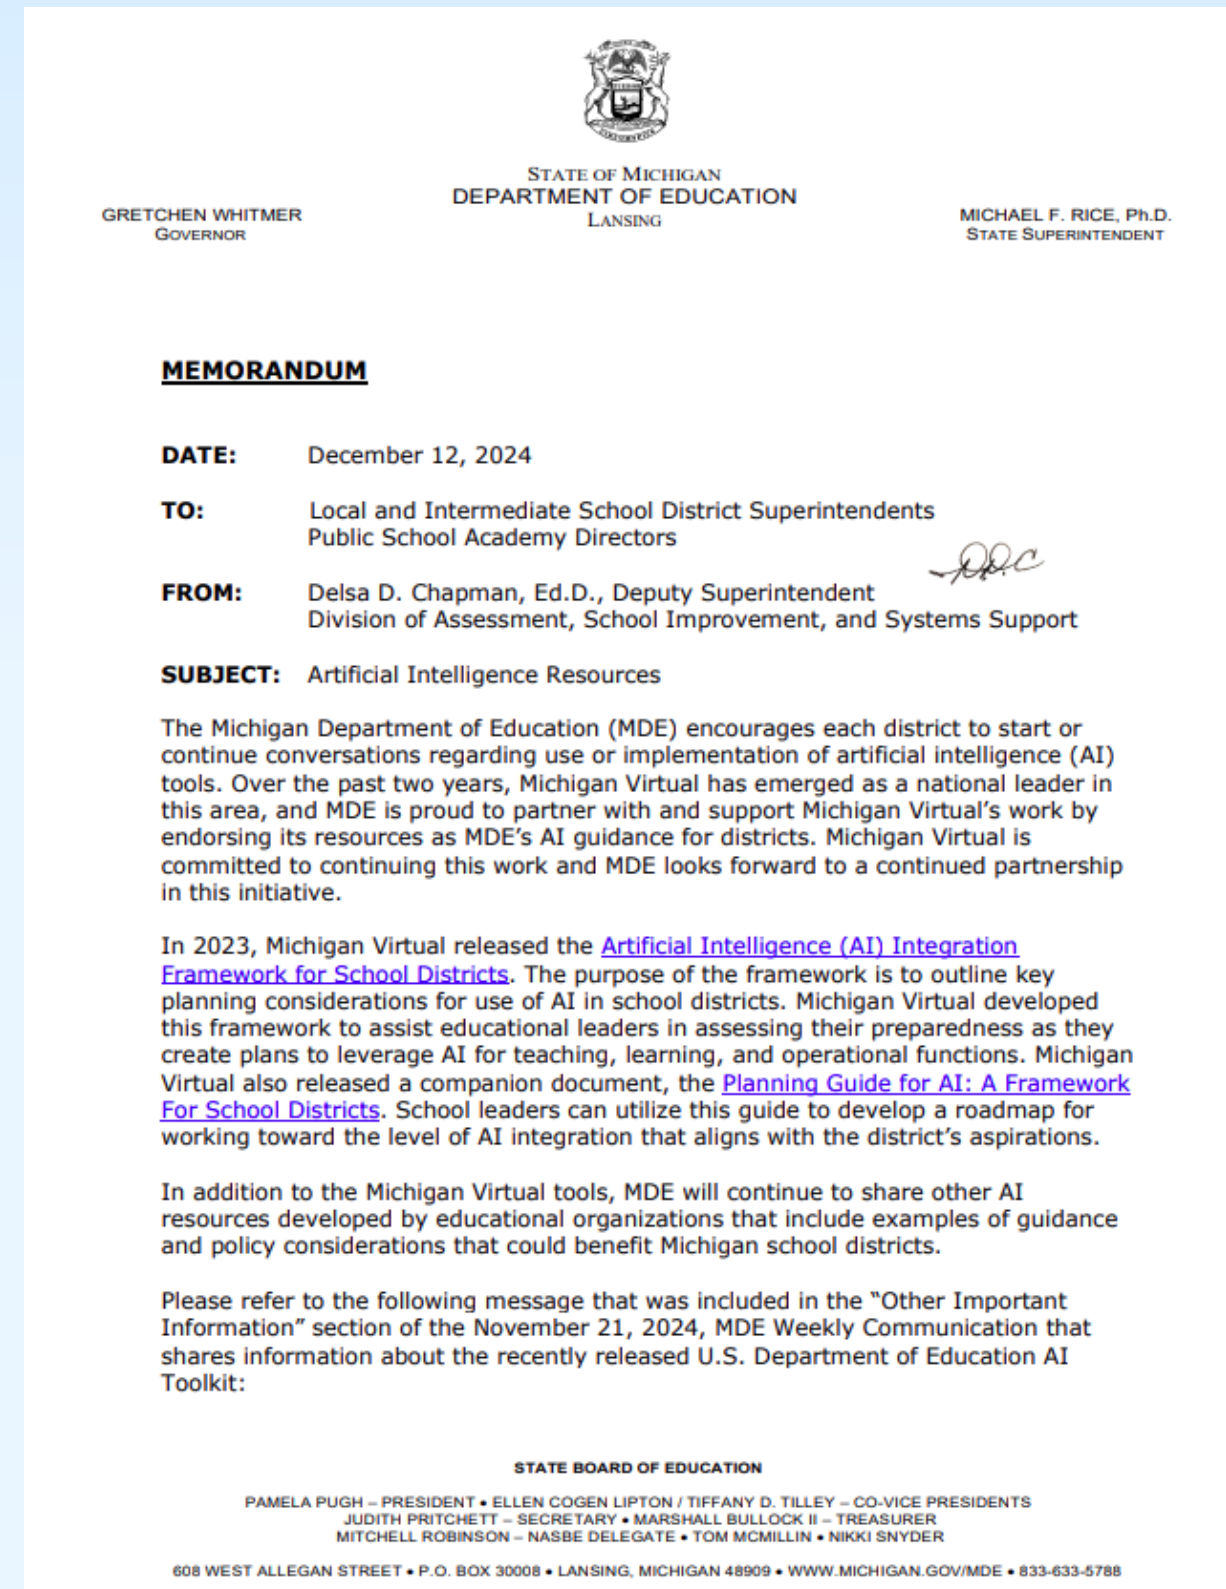 STATE OF MICHIGAN
DEPARTMENT OF EDUCATION
LANSING
GRETCHEN WHITMER
GOVERNOR
MICHAEL F. RICE, Ph.D.
STATE SUPERINTENDENT
MEMORANDUM
DATE: December 12, 2024
TO: Local and Intermediate School District Superintendents
Public School Academy Directors
D.D.C
FROM: Delsa D. Chapman, Ed.D., Deputy Superintendent
Division of Assessment, School Improvement, and Systems Support
SUBJECT: Artificial Intelligence Resources
The Michigan Department of Education (MDE) encourages each district to start or
continue conversations regarding use or implementation of artificial intelligence (AI)
tools. Over the past two years, Michigan Virtual has emerged as a national leader in
this area, and MDE is proud to partner with and support Michigan Virtual’s work by
endorsing its resources as MDE’s AI guidance for districts. Michigan Virtual is
committed to continuing this work and MDE looks forward to a continued partnership
in this initiative.
In 2023, Michigan Virtual released the Artificial Intelligence (AI) Integration
Framework for School Districts. The purpose of the framework is to outline key
planning considerations for use of AI in school districts. Michigan Virtual developed
this framework to assist educational leaders in assessing their preparedness as they
create plans to leverage AI for teaching, learning, and operational functions. Michigan
Virtual also released a companion document, the Planning Guide for AI: A Framework
For School Districts. School leaders can utilize this guide to develop a roadmap for
working toward the level of AI integration that aligns with the district’s aspirations.
In addition to the Michigan Virtual tools, MDE will continue to share other AI
resources developed by educational organizations that include examples of guidance
and policy considerations that could benefit Michigan school districts.
Please refer to the following message that was included in the “Other Important
Information” section of the November 21, 2024, MDE Weekly Communication that
shares information about the recently released U.S. Department of Education AI
Toolkit:
STATE BOARD OF EDUCATION
PAMELA PUGH – PRESIDENT • ELLEN COGEN LIPTON / TIFFANY D. TILLEY – CO-VICE PRESIDENTS
JUDITH PRITCHETT – SECRETARY • MARSHALL BULLOCK II – TREASURER
MITCHELL ROBINSON – NASBE DELEGATE • TOM MCMILLIN • NIKKI SNYDER
608 WEST ALLEGAN STREET • P.O. BOX 30008 • LANSING, MICHIGAN 48909 • WWW.MICHIGAN.GOV/MDE • 833-633-5788